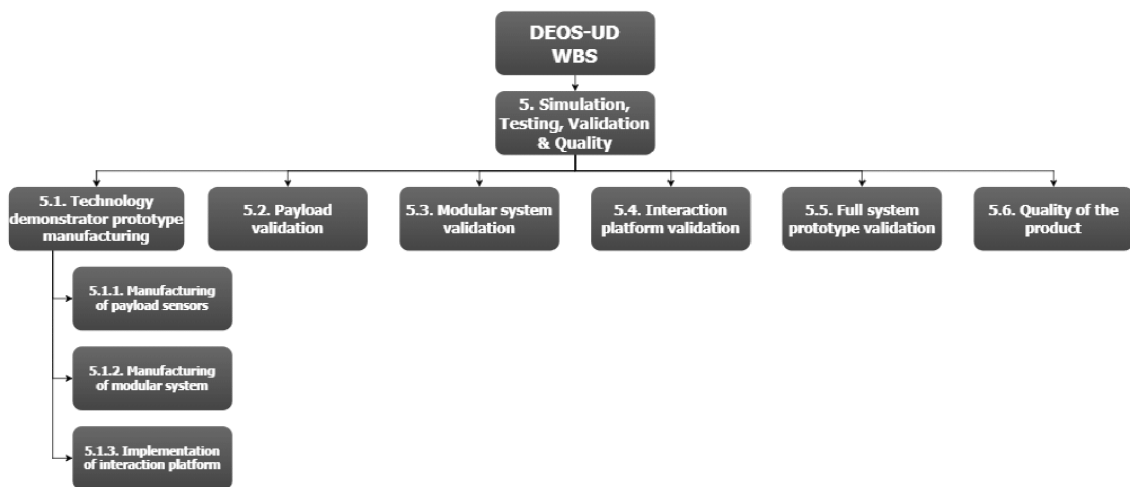 DEOS-UD
WBS
5. Simulation,
Testing, Validation
& Quality
5.1. Technology
demonstrator prototype
manufacturing
5.2. Payload
validation
5.3. Modular system
validation
5.4. Interaction
platform validation
5.5. Full system
prototype validation
5.6. Quality of the
product
5.1.1. Manufacturing
of payload sensors
5.1.2. Manufacturing
of modular system
5.1.3. Implementation
of interaction platform